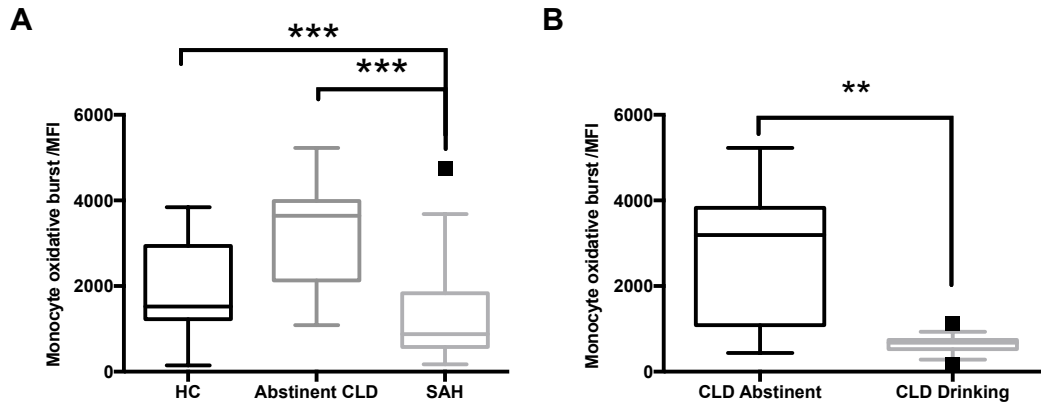 A
***
***
Monocyte oxidative burst /MFI
6000
4000
2000
0
HC
Abstinent CLD
SAH
B
**
Monocyte oxidative burst /MFI
6000
4000
2000
0
CLD Abstinent
CLD Drinking